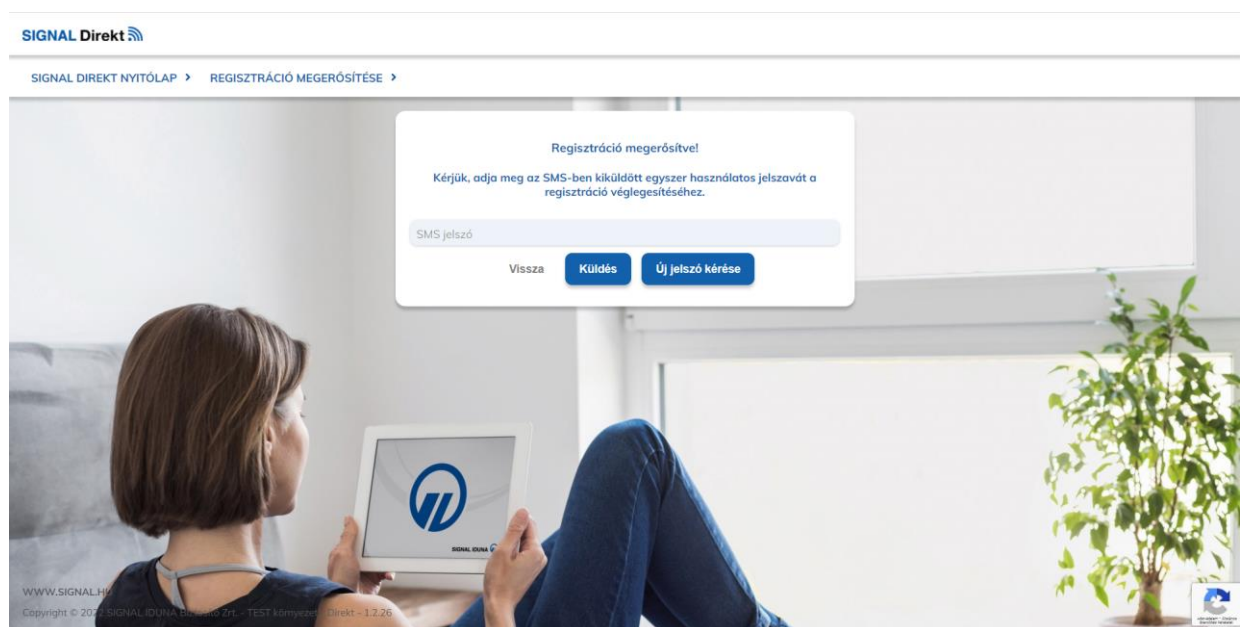 SIGNAL Direkt
SIGNAL DIREKT NYITÓLAP > REGISZTRÁCIÓ MEGERŐSÍTÉSE >
Regisztráció megerősítve!
Kérjük, adja meg az SMS-ben kiküldött egyszer használatos jelszavát a
regisztráció véglegesítéséhez.
SMS jelszó
Vissza Küldés Új jelszó kérése
SIGNAL IDUNA
WWW.SIGNAL.HU
Copyright © 2022 SIGNAL IDUNA Biztosító Zrt. - TEST környezet - Direkt - 1.2.26